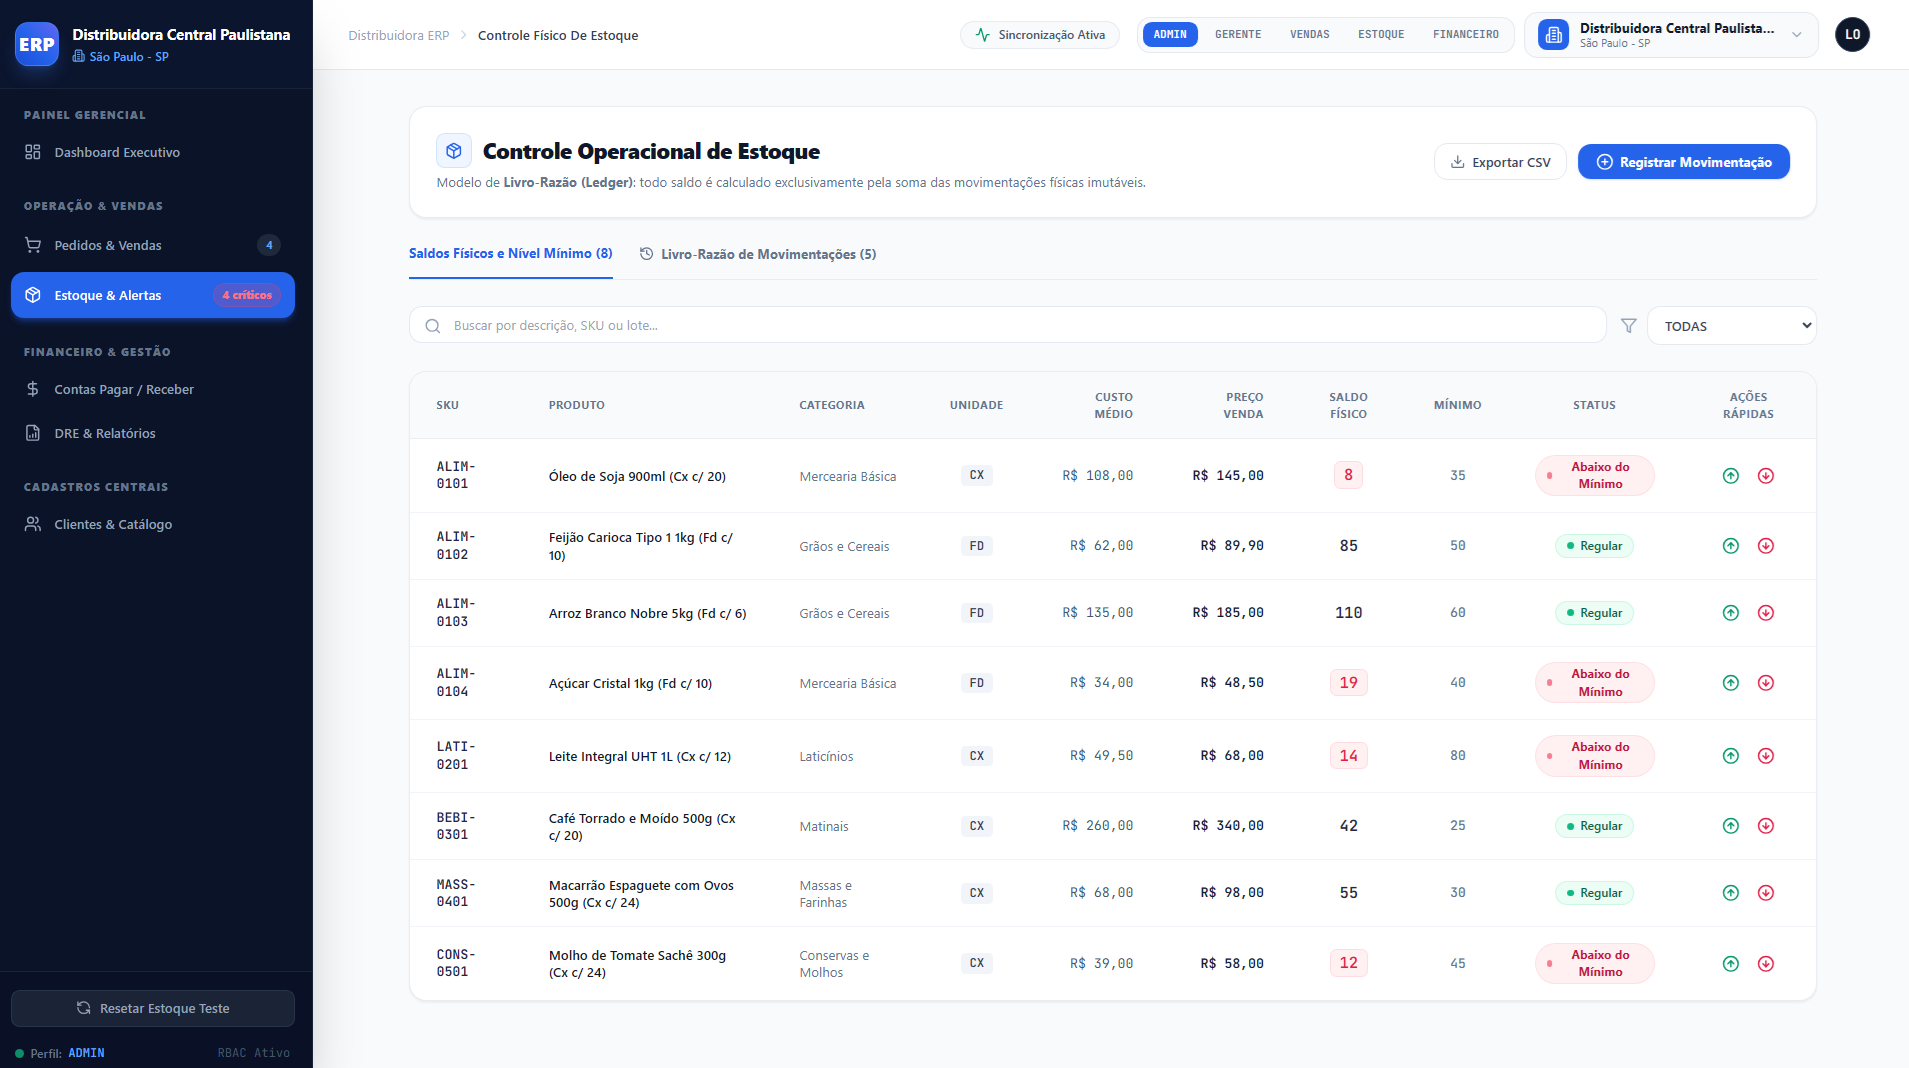 ERP
Distribuidora Central Paulistana
São Paulo - SP
PAINEL GERENCIAL
Dashboard Executivo
OPERAÇÃO & VENDAS
Pedidos & Vendas 4
Estoque & Alertas 4 críticos
FINANCEIRO & GESTÃO
Contas Pagar / Receber
DRE & Relatórios
CADASTROS CENTRAIS
Clientes & Catálogo
Resetar Estoque Teste
Perfil: ADMIN RBAC Ativo
Distribuidora ERP > Controle Físico De Estoque
Sincronização Ativa
ADMIN GERENTE VENDAS ESTOQUE FINANCEIRO
Distribuidora Central Paulista...
São Paulo - SP
LO
Controle Operacional de Estoque
Modelo de Livro-Razão (Ledger): todo saldo é calculado exclusivamente pela soma das movimentações físicas imutáveis.
Exportar CSV
Registrar Movimentação
Saldos Físicos e Nível Mínimo (8)
Livro-Razão de Movimentações (5)
Buscar por descrição, SKU ou lote...
TODAS
SKU PRODUTO CATEGORIA UNIDADE CUSTO MÉDIO PREÇO VENDA SALDO FÍSICO MÍNIMO STATUS AÇÕES RÁPIDAS
ALIM-0101 Óleo de Soja 900ml (Cx c/ 20) Mercearia Básica CX R$ 108,00 R$ 145,00 8 35 Abaixo do Mínimo
ALIM-0102 Feijão Carioca Tipo 1 1kg (Fd c/ 10) Grãos e Cereais FD R$ 62,00 R$ 89,90 85 50 Regular
ALIM-0103 Arroz Branco Nobre 5kg (Fd c/ 6) Grãos e Cereais FD R$ 135,00 R$ 185,00 110 60 Regular
ALIM-0104 Açúcar Cristal 1kg (Fd c/ 10) Mercearia Básica FD R$ 34,00 R$ 48,50 19 40 Abaixo do Mínimo
LATI-0201 Leite Integral UHT 1L (Cx c/ 12) Laticínios CX R$ 49,50 R$ 68,00 14 80 Abaixo do Mínimo
BEBI-0301 Café Torrado e Moído 500g (Cx c/ 20) Matinais CX R$ 260,00 R$ 340,00 42 25 Regular
MASS-0401 Macarrão Espaguete com Ovos 500g (Cx c/ 24) Massas e Farinhas CX R$ 68,00 R$ 98,00 55 30 Regular
CONS-0501 Molho de Tomate Sachê 300g (Cx c/ 24) Conservas e Molhos CX R$ 39,00 R$ 58,00 12 45 Abaixo do Mínimo